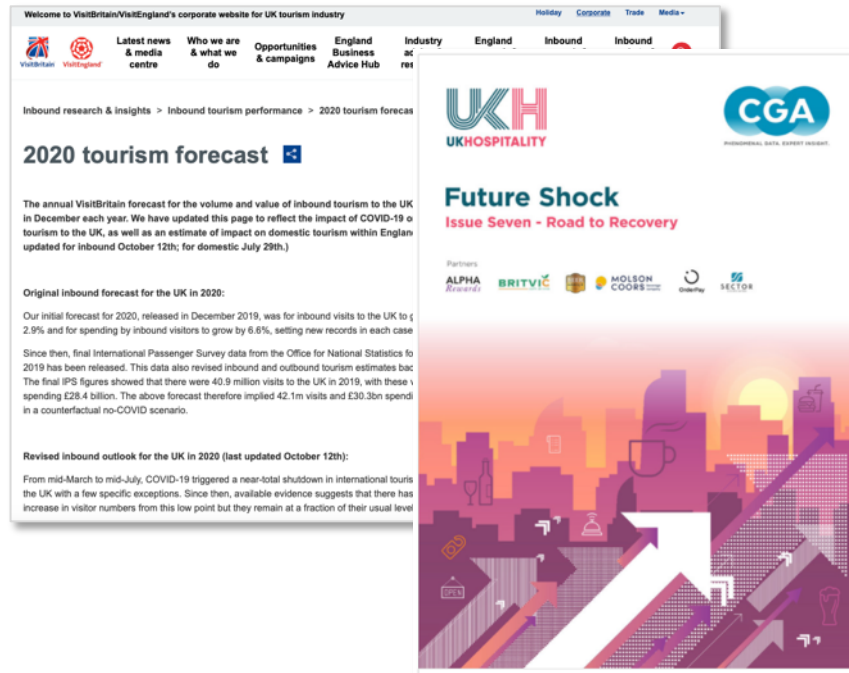 Welcome to VisitBritain/VisitEngland's corporate website for UK tourism industry
Holiday Corporate Trade Media
VisitBritain VisitEngland
Latest news & media centre
Who we are & what we do
Opportunities & campaigns
England Business Advice Hub
Industry
England
Inbound
Inbound
Inbound research & insights > Inbound tourism performance > 2020 tourism forecas
2020 tourism forecast
The annual VisitBritain forecast for the volume and value of inbound tourism to the UK
in December each year. We have updated this page to reflect the impact of COVID-19 o
tourism to the UK, as well as an estimate of impact on domestic tourism within Englan
updated for inbound October 12th; for domestic July 29th.)
Original inbound forecast for the UK in 2020:
Our initial forecast for 2020, released in December 2019, was for inbound visits to the UK to g
2.9% and for spending by inbound visitors to grow by 6.6%, setting new records in each case
Since then, final International Passenger Survey data from the Office for National Statistics fo
2019 has been released. This data also revised inbound and outbound tourism estimates bac
The final IPS figures showed that there were 40.9 million visits to the UK in 2019, with these v
spending £28.4 billion. The above forecast therefore implied 42.1m visits and £30.3bn spendi
in a counterfactual no-COVID scenario.
Revised inbound outlook for the UK in 2020 (last updated October 12th):
From mid-March to mid-July, COVID-19 triggered a near-total shutdown in international touris
the UK with a few specific exceptions. Since then, available evidence suggests that there has
increase in visitor numbers from this low point but they remain at a fraction of their usual level
UKH
UKHOSPITALITY
CGA
PHENOMENAL DATA. EXPERT INSIGHT.
Future Shock
Issue Seven - Road to Recovery
Partners
ALPHA Rewards
BRITVIC
MOLSON COORS
OrderPay
SECTOR
OPEN